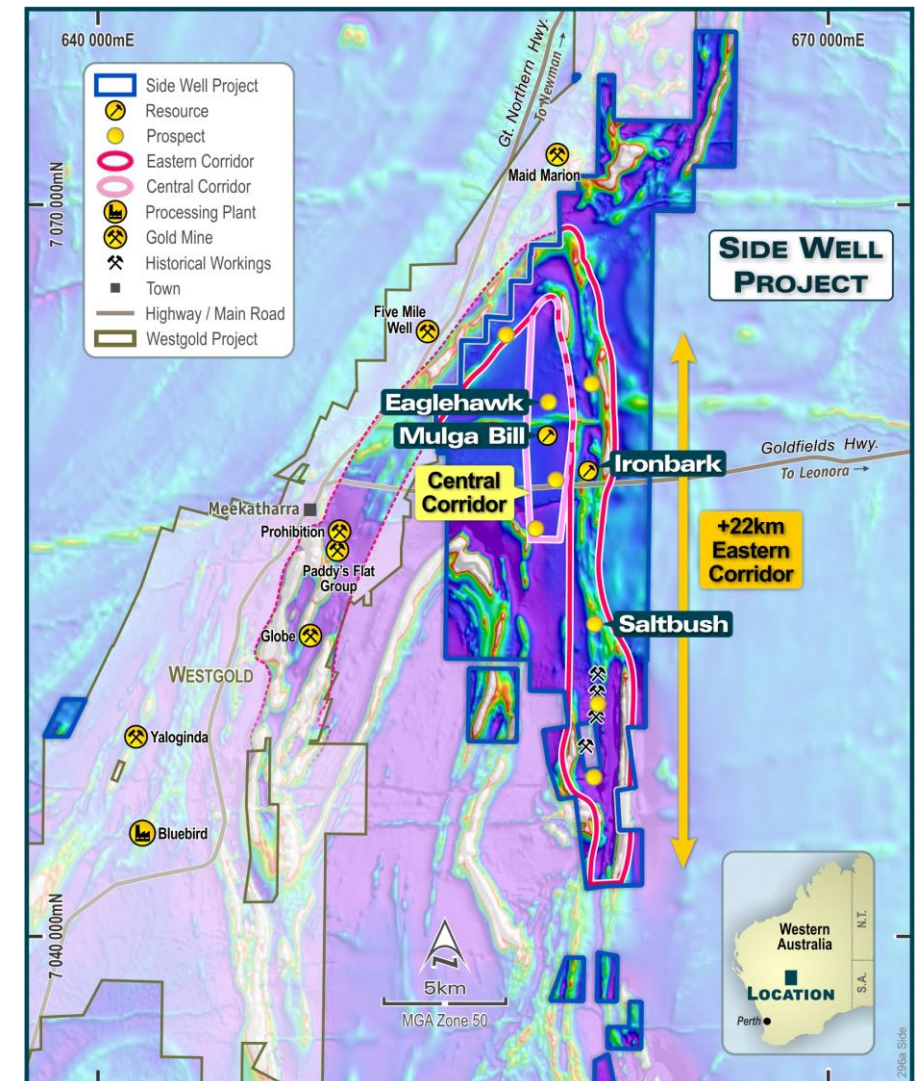 640 000mE
670 000mE
Gt. Northern Hwy.
To Newman →
Side Well Project
Resource
Prospect
Eastern Corridor
Central Corridor
Processing Plant
Gold Mine
Historical Workings
Town
Highway / Main Road
Westgold Project
7 070 000mN
Maid Marion
SIDE WELL
PROJECT
Five Mile
Well
Eaglehawk
Mulga Bill
Goldfields Hwy.
Ironbark
To Leonora →
Central
Corridor
Meekatharra
Prohibition
Paddy's Flat
Group
+22km
Eastern
Corridor
Globe
Saltbush
WESTGOLD
Yaloginda
Bluebird
7 040 000mN
N
5km
MGA Zone 50
Western
Australia
N.T.
S.A.
LOCATION
Perth
296a Side